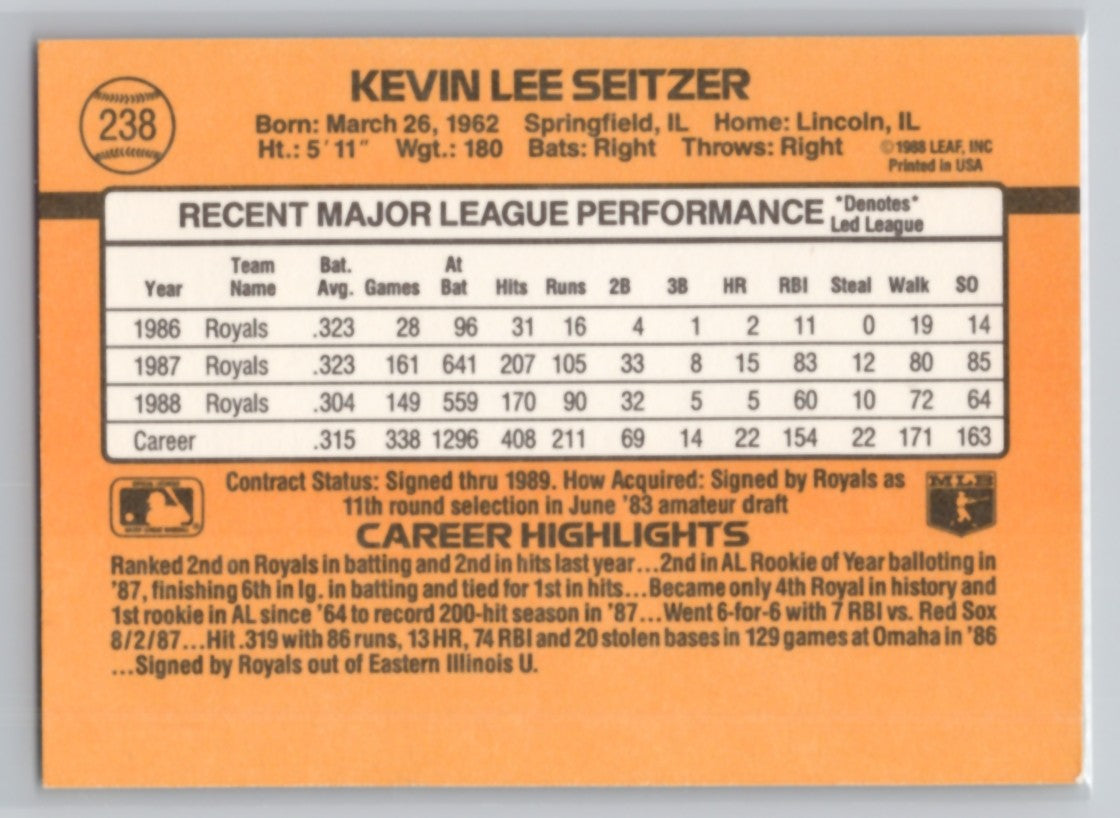 238
KEVIN LEE SEITZER
Born: March 26, 1962 Springfield, IL Home: Lincoln, IL
Ht.: 5'11" Wgt.: 180 Bats: Right Throws: Right ©1988 LEAF, INC
Printed in USA
RECENT MAJOR LEAGUE PERFORMANCE *Denotes*
Led League
Team Bat. At
Year Name Avg. Games Bat Hits Runs 2B 3B HR RBI Steal Walk SO
1986 Royals .323 28 96 31 16 4 1 2 11 0 19 14
1987 Royals .323 161 641 207 105 33 8 15 83 12 80 85
1988 Royals .304 149 559 170 90 32 5 5 60 10 72 64
Career .315 338 1296 408 211 69 14 22 154 22 171 163
Contract Status: Signed thru 1989. How Acquired: Signed by Royals as
11th round selection in June '83 amateur draft
MLB
CAREER HIGHLIGHTS
Ranked 2nd on Royals in batting and 2nd in hits last year...2nd in AL Rookie of Year balloting in
'87, finishing 6th in lg. in batting and tied for 1st in hits...Became only 4th Royal in history and
1st rookie in AL since '64 to record 200-hit season in '87...Went 6-for-6 with 7 RBI vs. Red Sox
8/2/87...Hit .319 with 86 runs, 13 HR, 74 RBI and 20 stolen bases in 129 games at Omaha in '86
...Signed by Royals out of Eastern Illinois U.